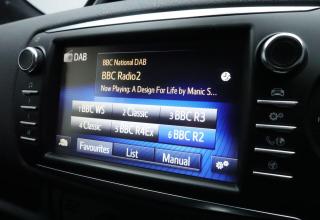 DAB
BBC National DAB
BBC Radio2
Now Playing: A Design For Life by Manic S...
1 BBC WS 2 Classic 3 BBC R3
4 Classic 5 BBC R4Ex 6 BBC R2
Favourites List Manual